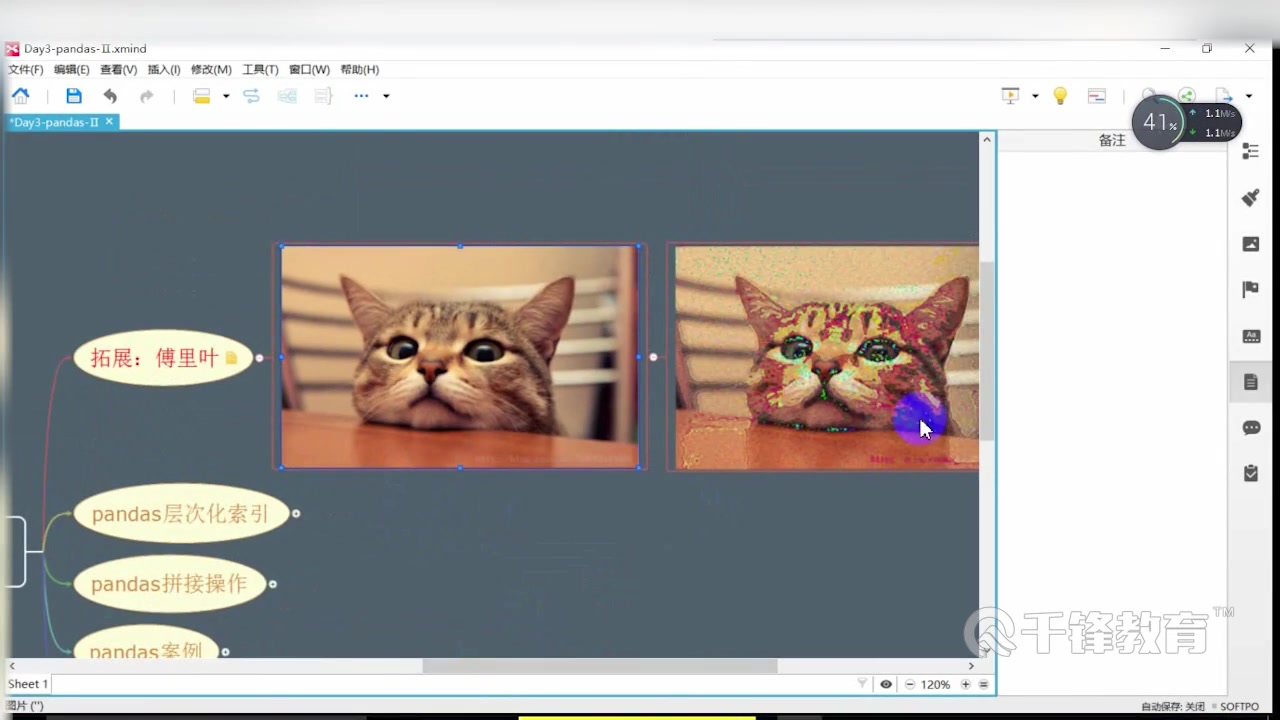 Day3-pandas-Ⅱ.xmind
文件(F) 编辑(E) 查看(V) 插入(I) 修改(M) 工具(T) 窗口(W) 帮助(H)
*Day3-pandas-Ⅱ
41%
1.1M/s
1.1M/s
备注
拓展：傅里叶
pandas层次化索引
pandas拼接操作
pandas案例
千锋教育™
Sheet 1
120%
图片 ('')
自动保存: 关闭
SOFTPO